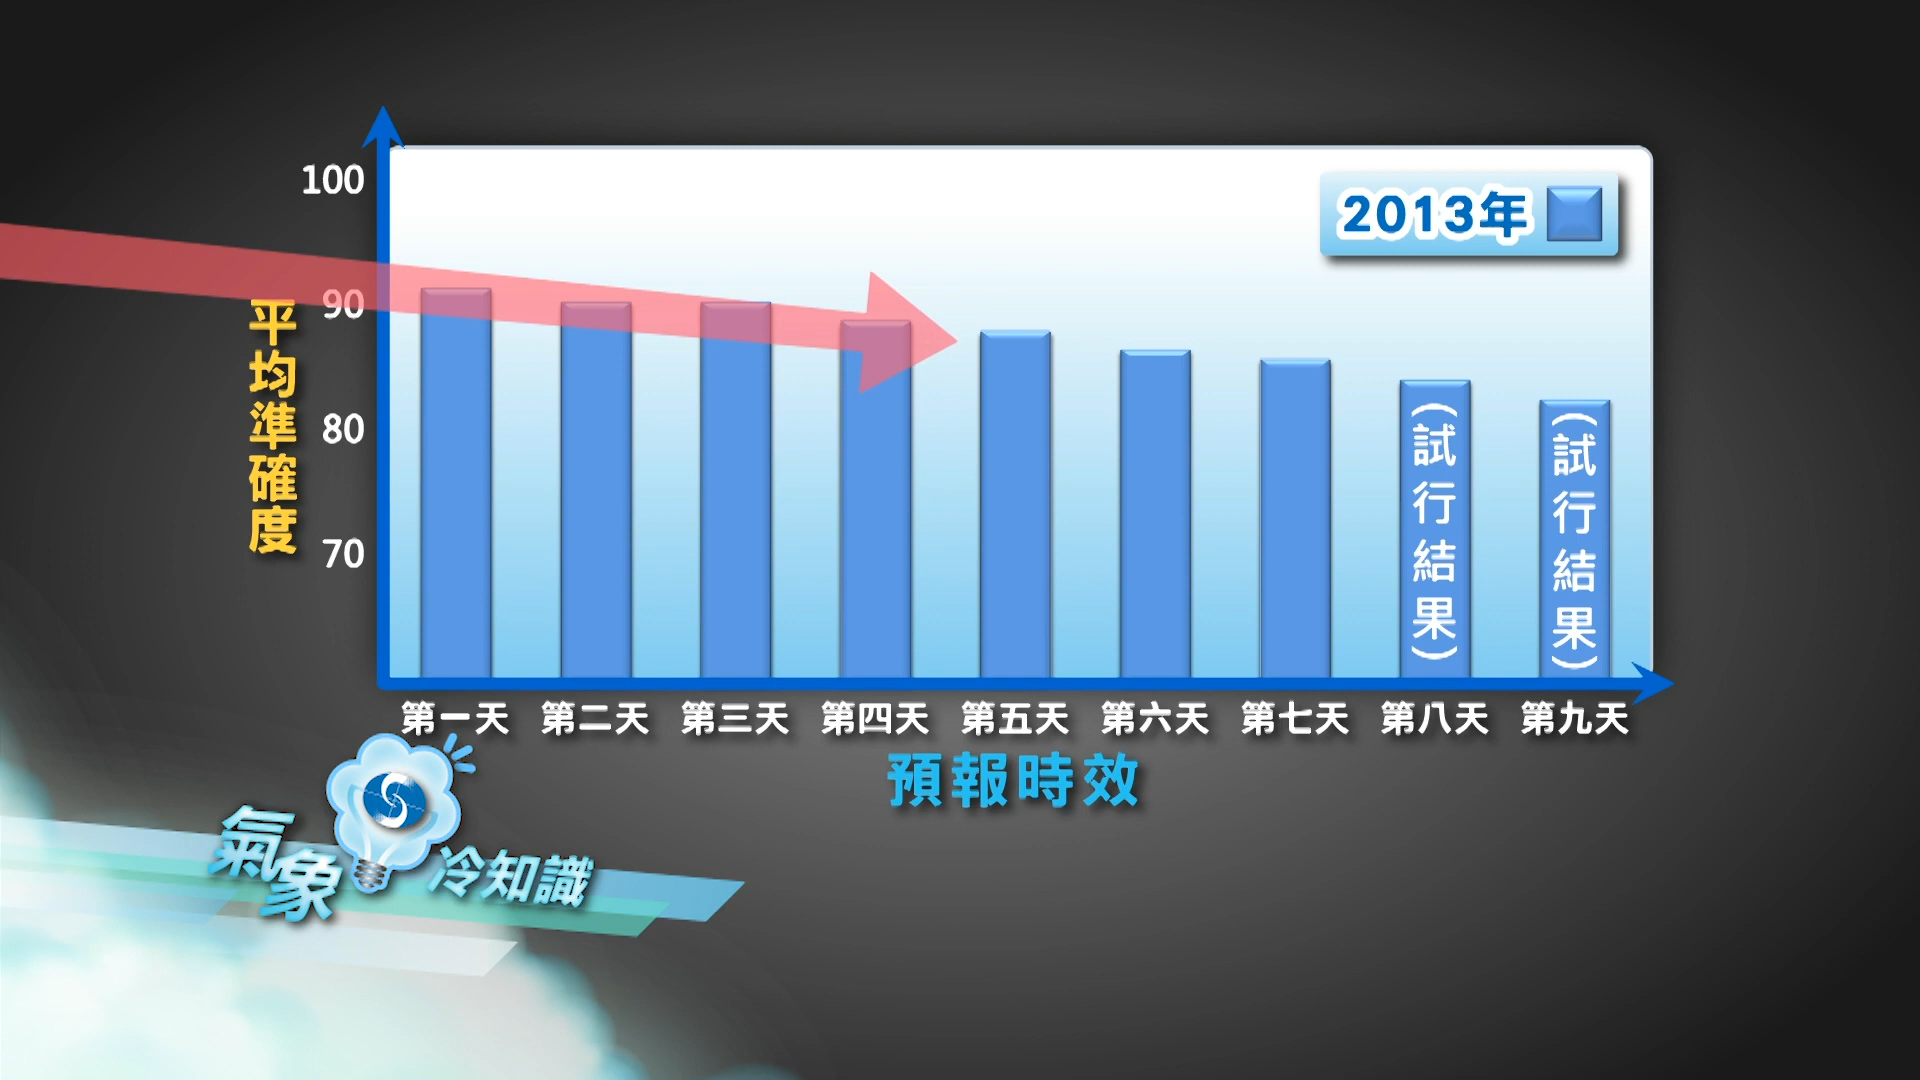 100
90
80
70
平均準確度
2013年
(試行結果)
(試行結果)
第一天 第二天 第三天 第四天 第五天 第六天 第七天 第八天 第九天
預報時效
氣象冷知識